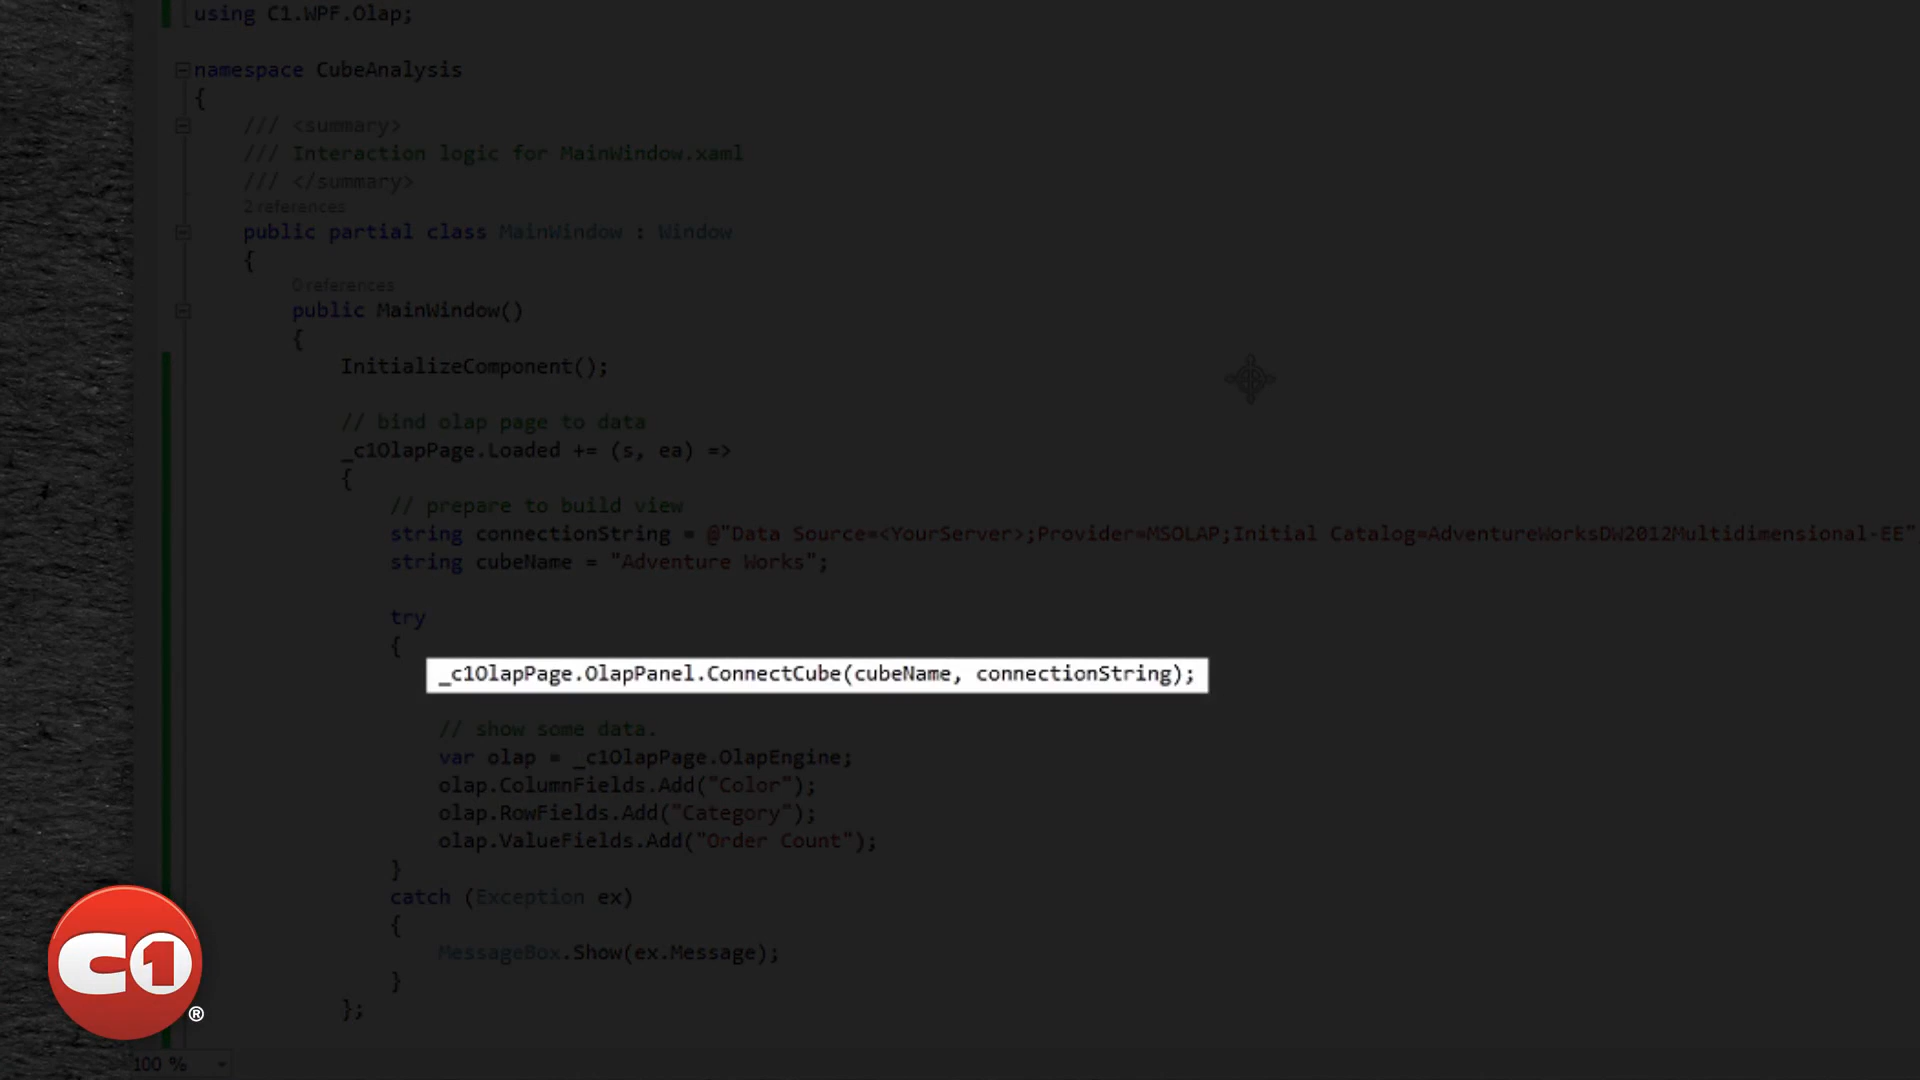 using C1.WPF.Olap;
namespace CubeAnalysis
{
/// <summary>
/// Interaction logic for MainWindow.xaml
/// </summary>
2 references
public partial class MainWindow : Window
{
0 references
public MainWindow()
{
InitializeComponent();
// bind olap page to data
_c1OlapPage.Loaded += (s, ea) =>
{
// prepare to build view
string connectionString = @"Data Source=<YourServer>;Provider=MSOLAP;Initial Catalog=AdventureWorksDW2012Multidimensional-EE"
string cubeName = "Adventure Works";
try
{
_c1OlapPage.OlapPanel.ConnectCube(cubeName, connectionString);
// show some data.
var olap = _c1OlapPage.OlapEngine;
olap.ColumnFields.Add("Color");
olap.RowFields.Add("Category");
olap.ValueFields.Add("Order Count");
}
catch (Exception ex)
{
MessageBox.Show(ex.Message);
}
};
C1®
100 %